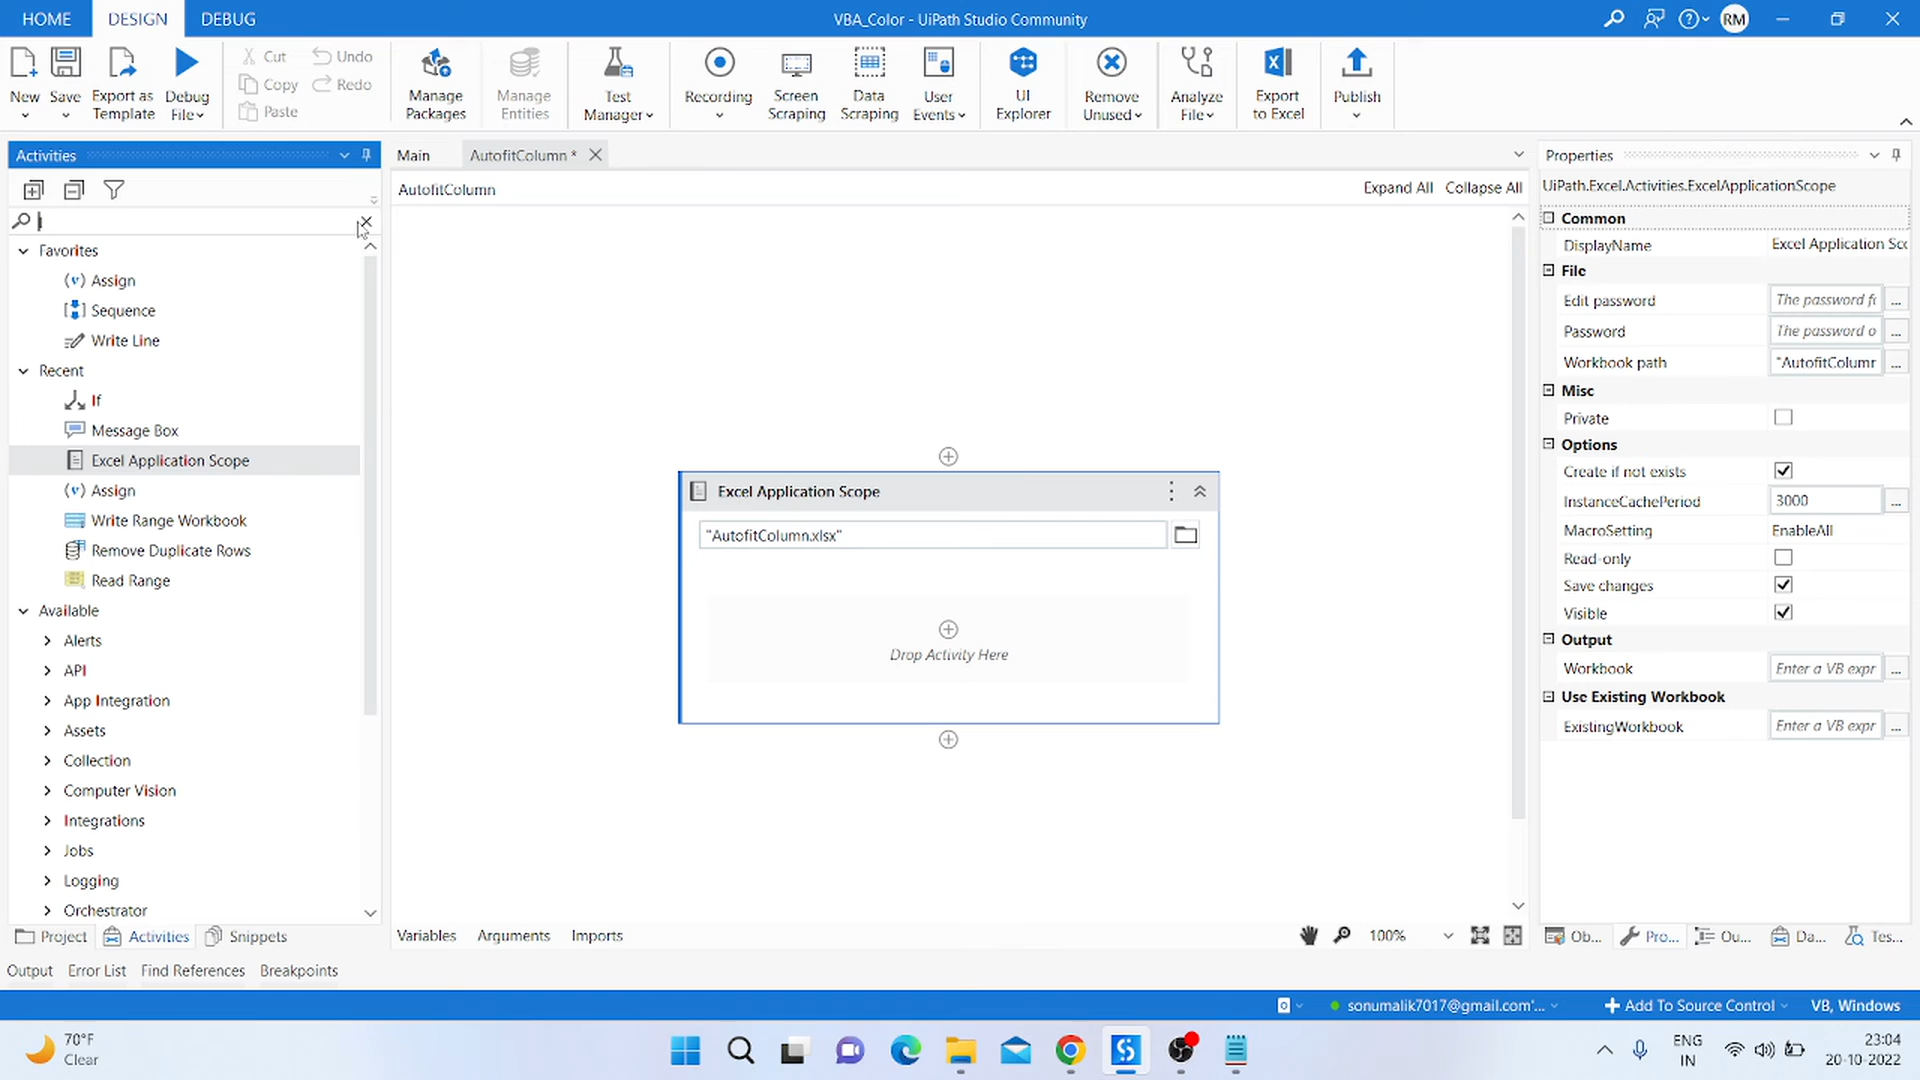 HOME DESIGN DEBUG VBA_Color - UiPath Studio Community RM
New Save Export as Template Debug File Cut Copy Paste Undo Redo Manage Packages Manage Entities Test Manager Recording Screen Scraping Data Scraping User Events UI Explorer Remove Unused Analyze File Export to Excel Publish
Activities
Favorites
Assign
Sequence
Write Line
Recent
If
Message Box
Excel Application Scope
Assign
Write Range Workbook
Remove Duplicate Rows
Read Range
Available
Alerts
API
App Integration
Assets
Collection
Computer Vision
Integrations
Jobs
Logging
Orchestrator
Project Activities Snippets
Main AutofitColumn *
AutofitColumn Expand All Collapse All
Excel Application Scope
"AutofitColumn.xlsx"
Drop Activity Here
Variables Arguments Imports 100%
Properties
UiPath.Excel.Activities.ExcelApplicationScope
Common
DisplayName Excel Application Sc
File
Edit password The password f
Password The password o
Workbook path "AutofitColumr
Misc
Private
Options
Create if not exists
InstanceCachePeriod 3000
MacroSetting EnableAll
Read-only
Save changes
Visible
Output
Workbook Enter a VB expr
Use Existing Workbook
ExistingWorkbook Enter a VB expr
Ob... Pro... Ou... Da... Tes...
Output Error List Find References Breakpoints
sonumalik7017@gmail.com'... Add To Source Control VB, Windows
70°F
Clear
ENG
IN
23:04
20-10-2022